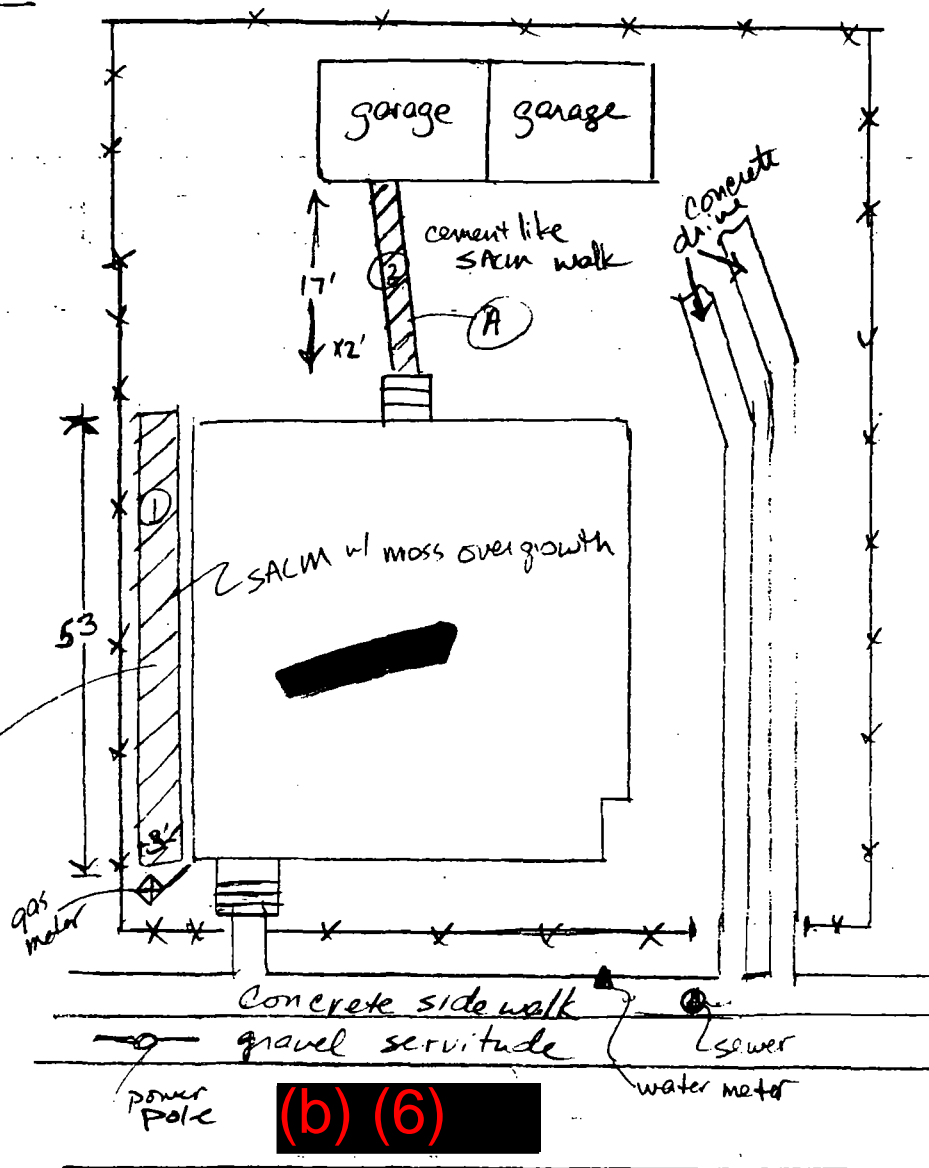 garage garage
concrete
drive
cement like
SACM walk
2
17'
A
x2'
1
SACM w/ moss overgrowth
53
3'
gas
meter
Concrete sidewalk
gravel servitude
sewer
water meter
power
pole
(b) (6)